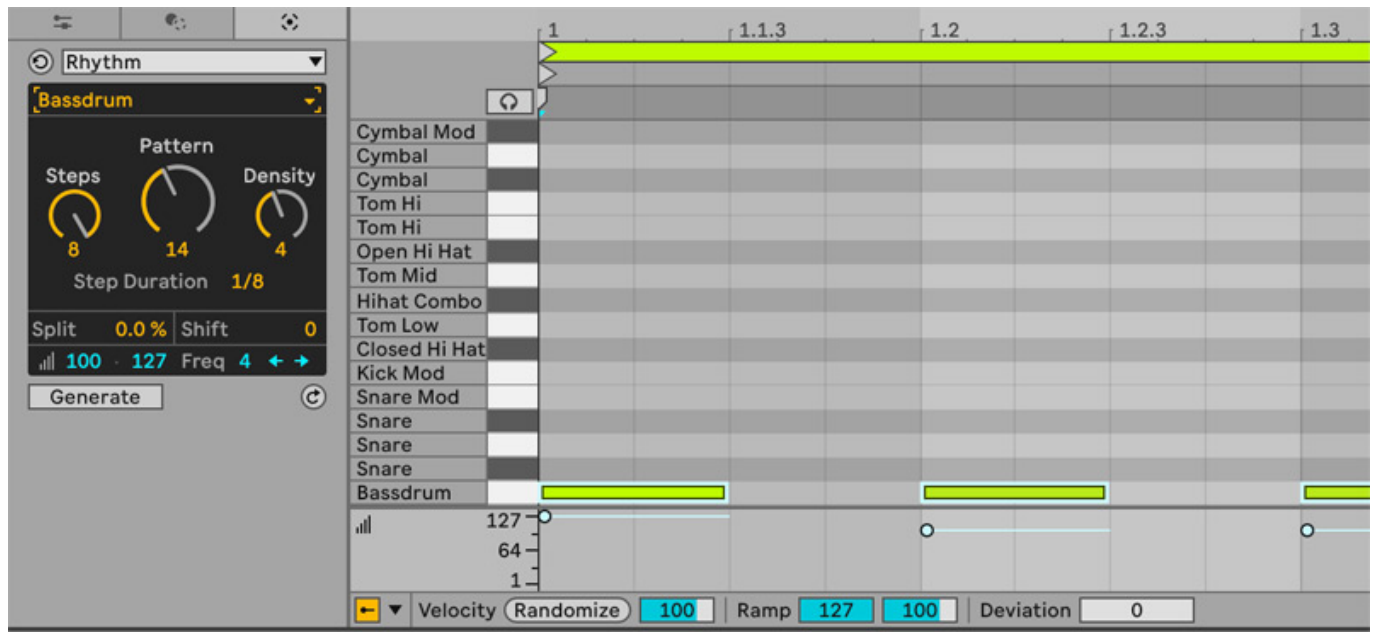 1 1.1.3 1.2 1.2.3 1.3
Rhythm
Bassdrum
Pattern
Steps Density
8 14 4
Step Duration 1/8
Split 0.0 % Shift 0
100 · 127 Freq 4
Generate
Cymbal Mod
Cymbal
Cymbal
Tom Hi
Tom Hi
Open Hi Hat
Tom Mid
Hihat Combo
Tom Low
Closed Hi Hat
Kick Mod
Snare Mod
Snare
Snare
Snare
Bassdrum
127
64
1
Velocity Randomize 100 Ramp 127 100 Deviation 0